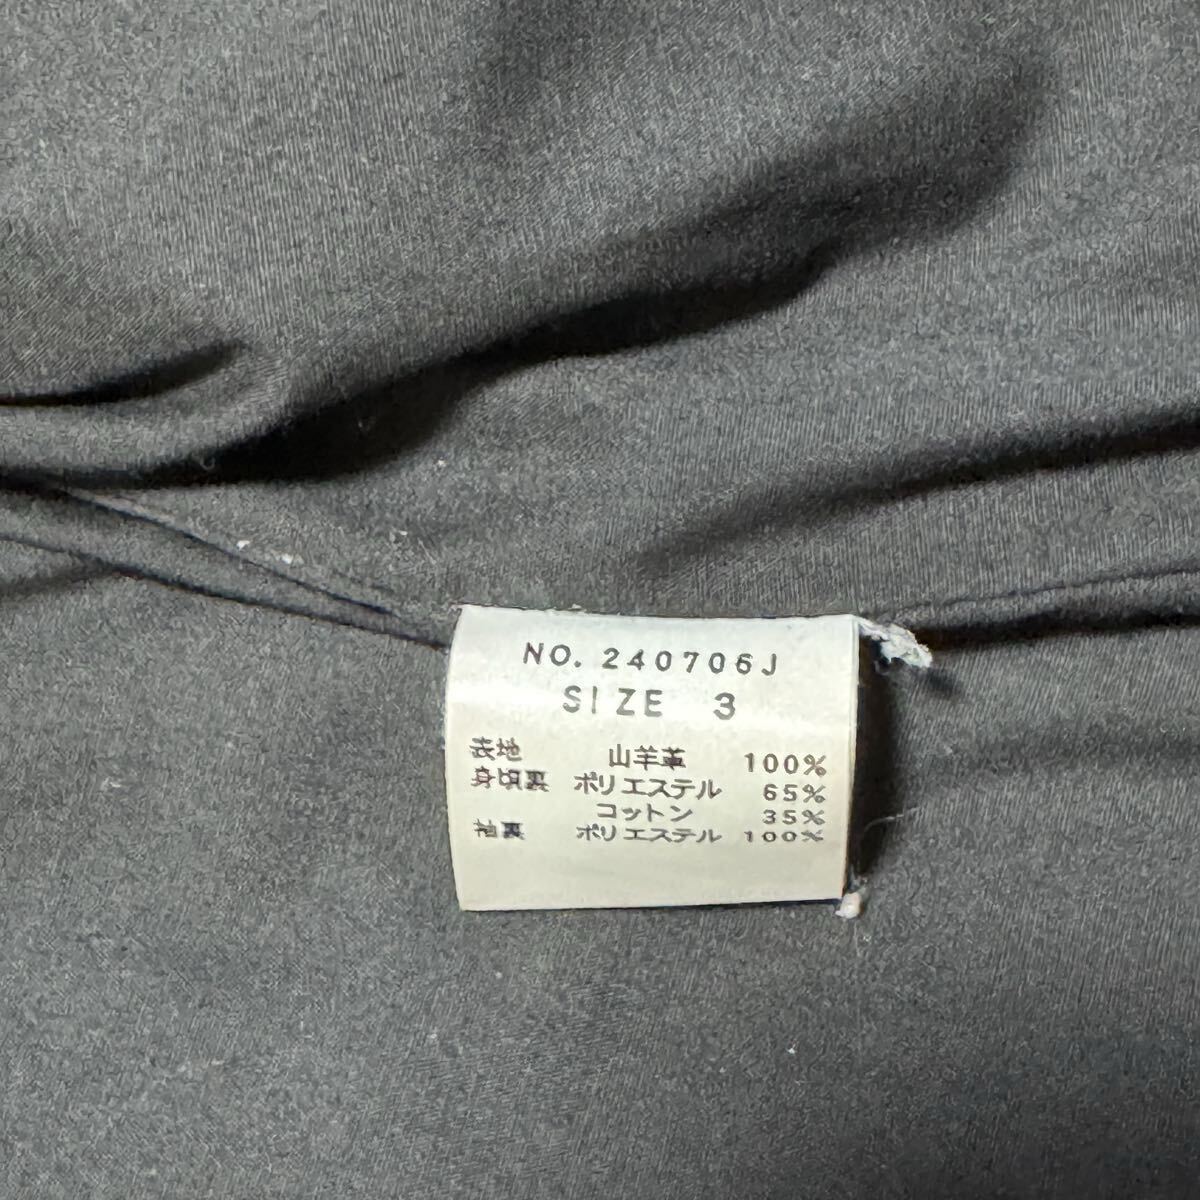 NO. 240706J
SIZE 3
表地 山羊革 100%
身頃裏 ポリエステル 65%
コットン 35%
袖裏 ポリエステル 100%